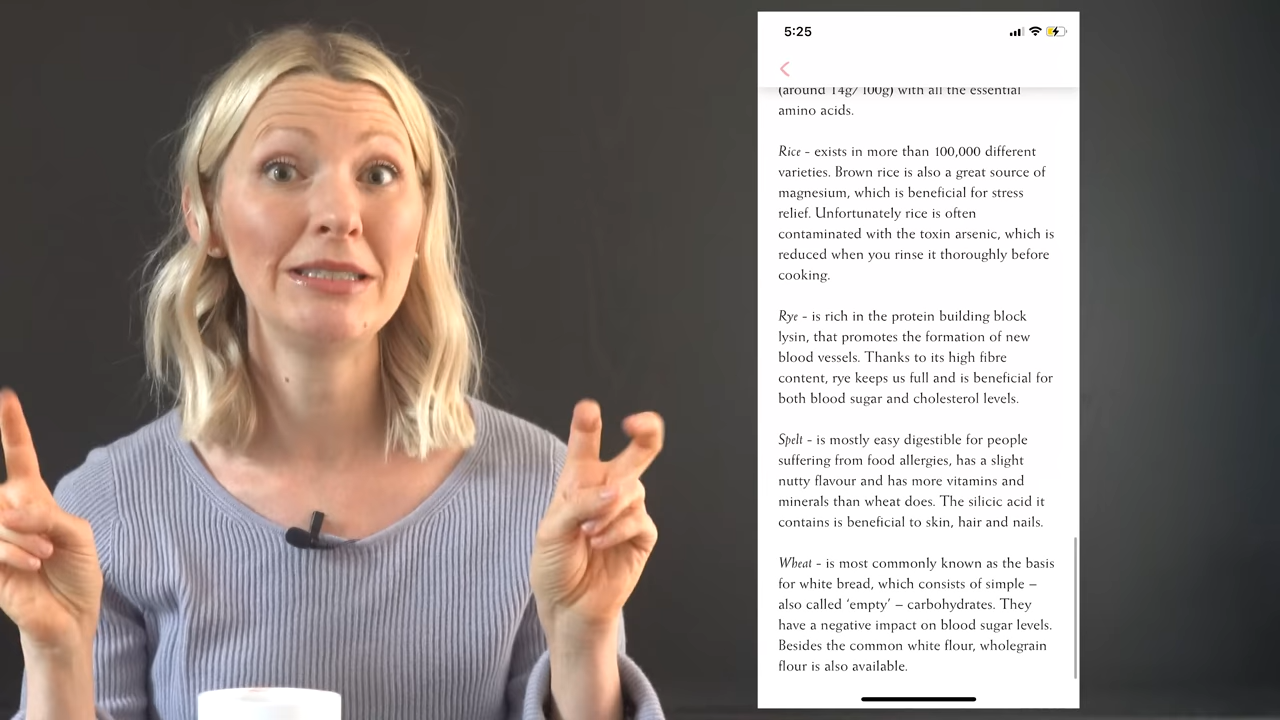 5:25
(around 14g/ 100g) with all the essential
amino acids.
Rice - exists in more than 100,000 different
varieties. Brown rice is also a great source of
magnesium, which is beneficial for stress
relief. Unfortunately rice is often
contaminated with the toxin arsenic, which is
reduced when you rinse it thoroughly before
cooking.
Rye - is rich in the protein building block
lysin, that promotes the formation of new
blood vessels. Thanks to its high fibre
content, rye keeps us full and is beneficial for
both blood sugar and cholesterol levels.
Spelt - is mostly easy digestible for people
suffering from food allergies, has a slight
nutty flavour and has more vitamins and
minerals than wheat does. The silicic acid it
contains is beneficial to skin, hair and nails.
Wheat - is most commonly known as the basis
for white bread, which consists of simple –
also called ‘empty’ – carbohydrates. They
have a negative impact on blood sugar levels.
Besides the common white flour, wholegrain
flour is also available.